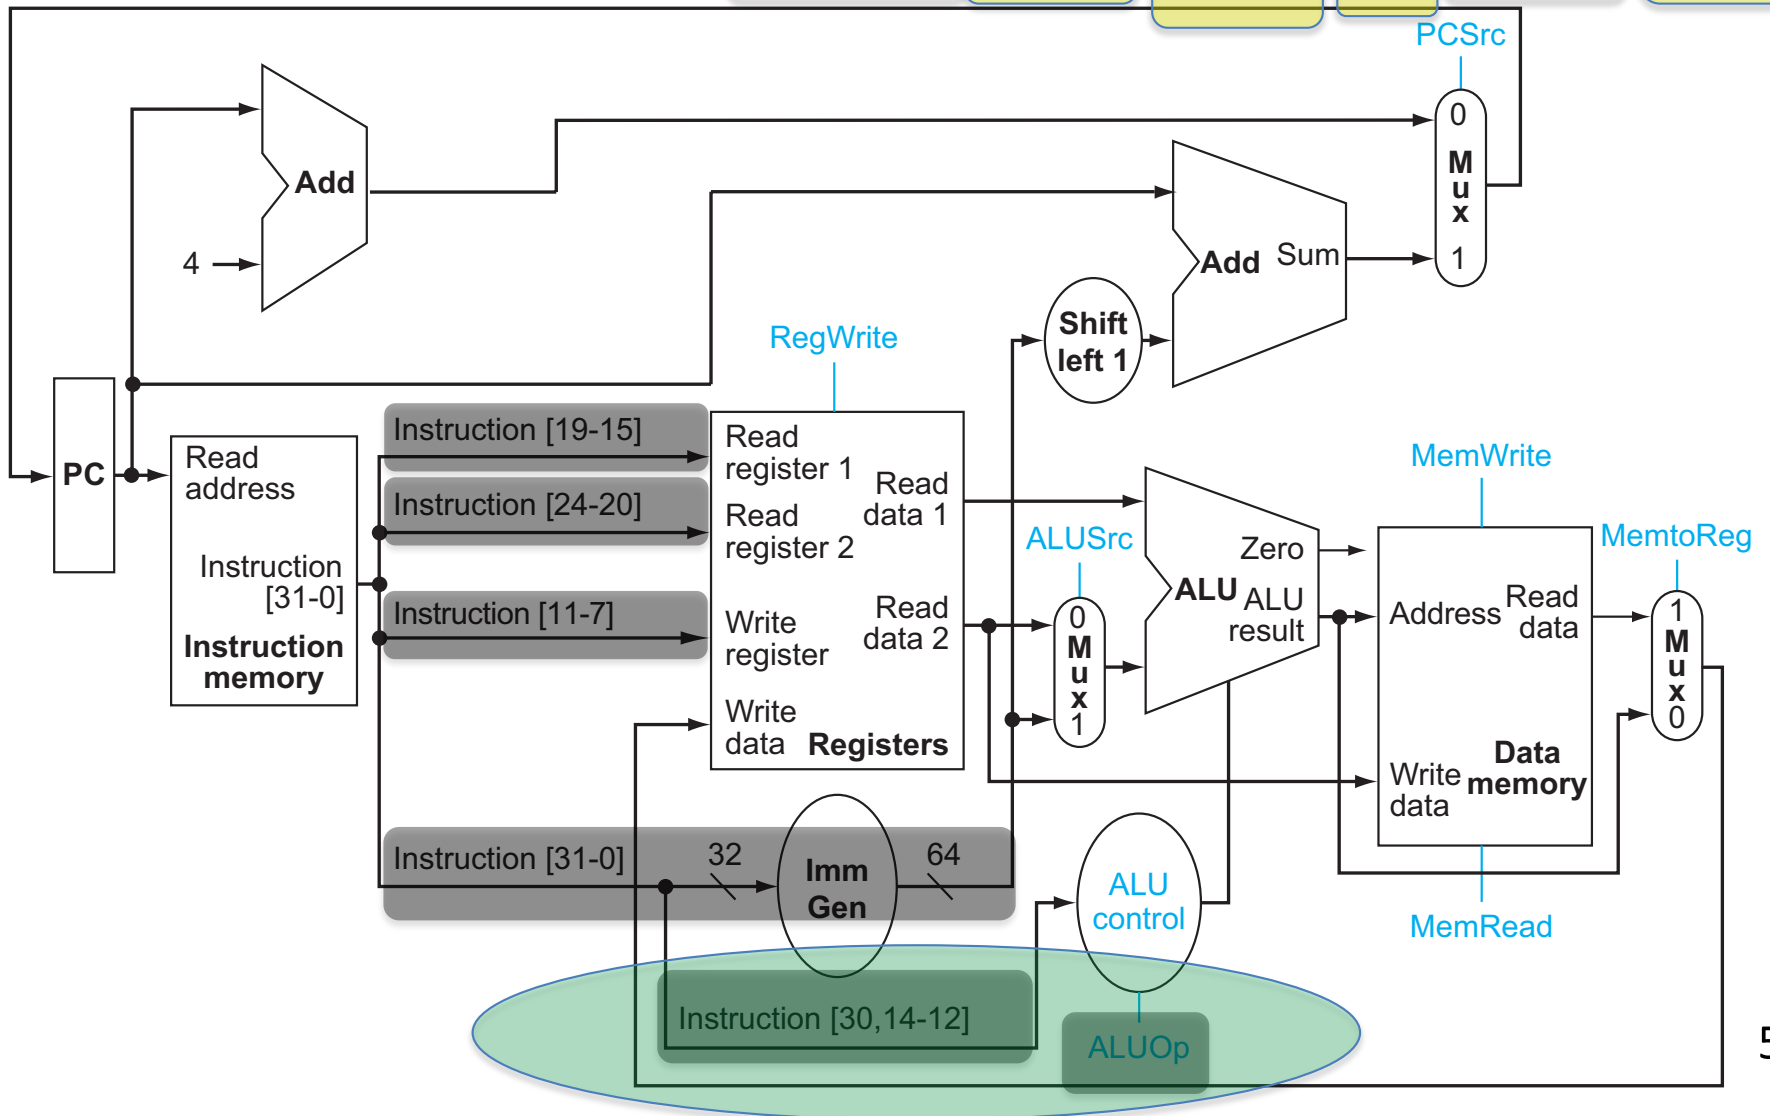 PCSrc
0
M
u
x
1
Add
4
Add Sum
Shift
left 1
RegWrite
PC
Read
address
Instruction
[31-0]
Instruction
memory
Instruction [19-15]
Instruction [24-20]
Instruction [11-7]
Read
register 1
Read
register 2
Write
register
Write
data
Read
data 1
Read
data 2
Registers
ALUSrc
0
M
u
x
1
Zero
ALU
ALU
result
MemWrite
Address
Read
data
Write
data
Data
memory
MemRead
MemtoReg
1
M
u
x
0
Instruction [31-0]
32
Imm
Gen
64
ALU
control
Instruction [30,14-12]
ALUOp
5